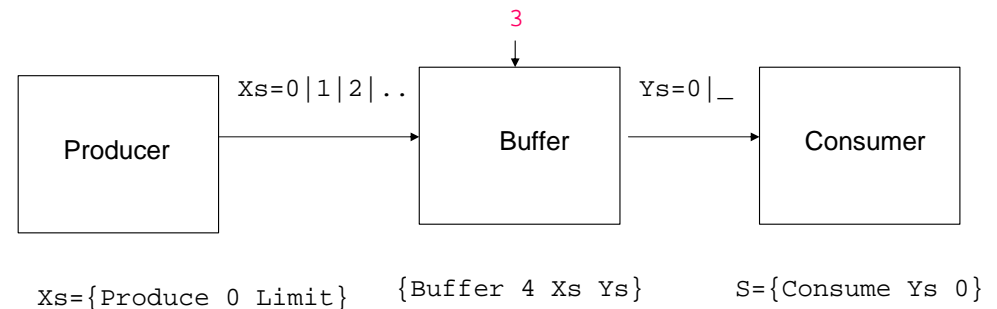 3
Xs=0|1|2|..
Ys=0|_
Producer
Buffer
Consumer
Xs={Produce 0 Limit}
{Buffer 4 Xs Ys}
S={Consume Ys 0}